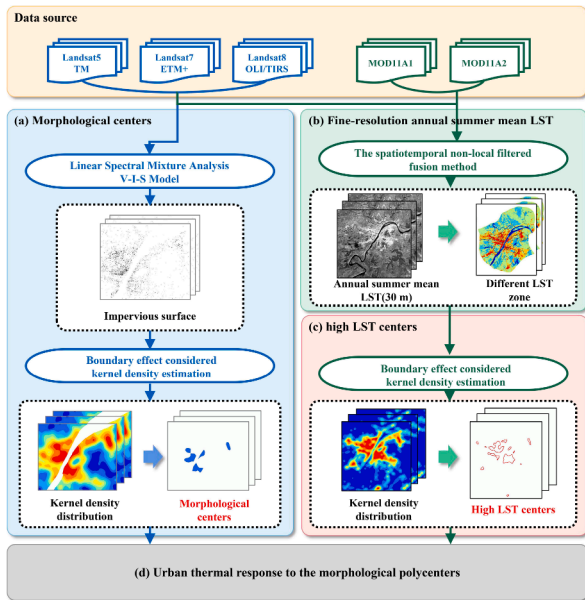 Data source
Landsat5
TM
Landsat7
ETM+
Landsat8
OLI/TIRS
MOD11A1
MOD11A2
(a) Morphological centers
Linear Spectral Mixture Analysis
V-I-S Model
Impervious surface
Boundary effect considered
kernel density estimation
Kernel density
distribution
Morphological
centers
(b) Fine-resolution annual summer mean LST
The spatiotemporal non-local filtered
fusion method
Annual summer mean
LST(30 m)
Different LST
zone
(c) high LST centers
Boundary effect considered
kernel density estimation
Kernel density
distribution
High LST centers
(d) Urban thermal response to the morphological polycenters